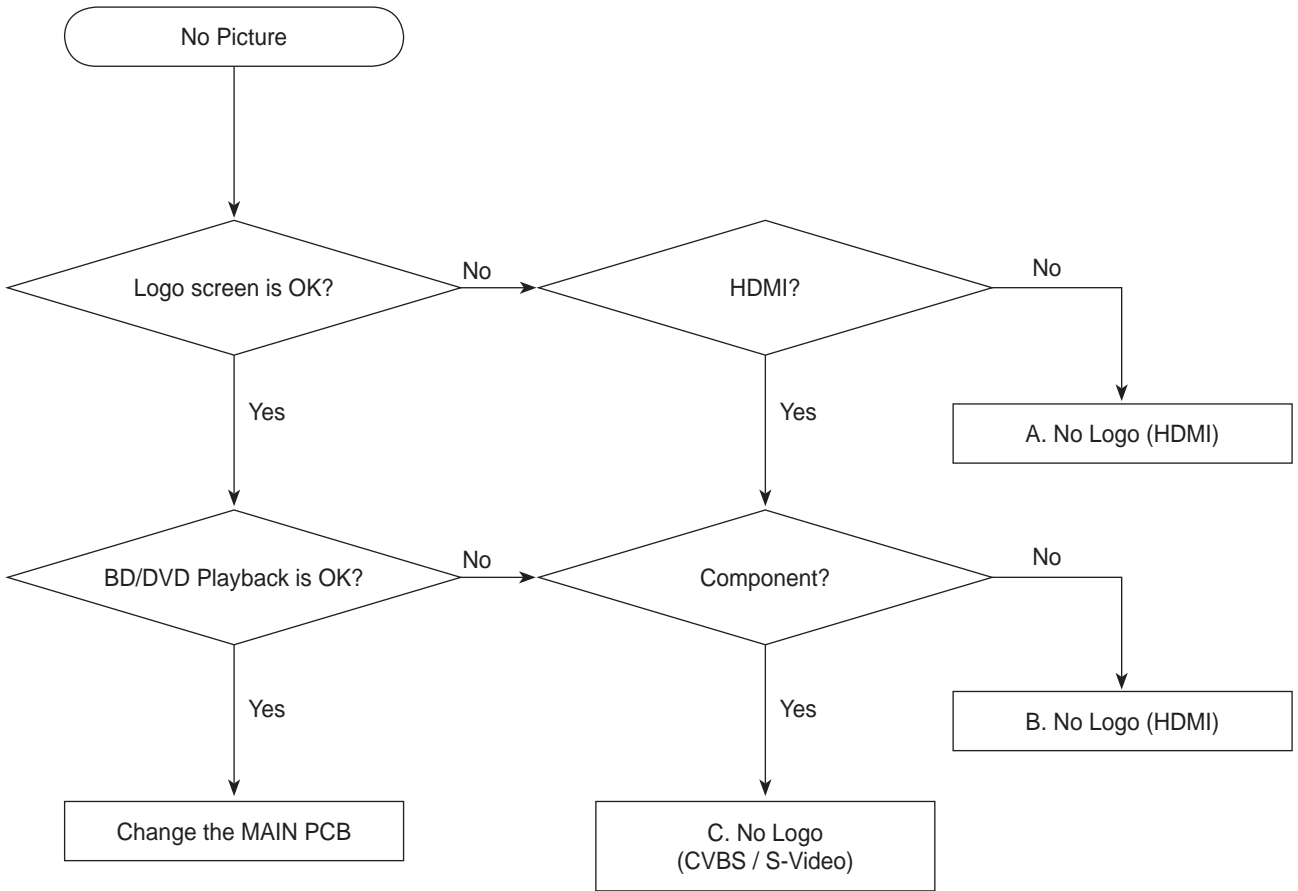 No Picture
Logo screen is OK?
No
HDMI?
No
Yes
Yes
A. No Logo (HDMI)
BD/DVD Playback is OK?
No
Component?
No
Yes
Yes
B. No Logo (HDMI)
Change the MAIN PCB
C. No Logo
(CVBS / S-Video)